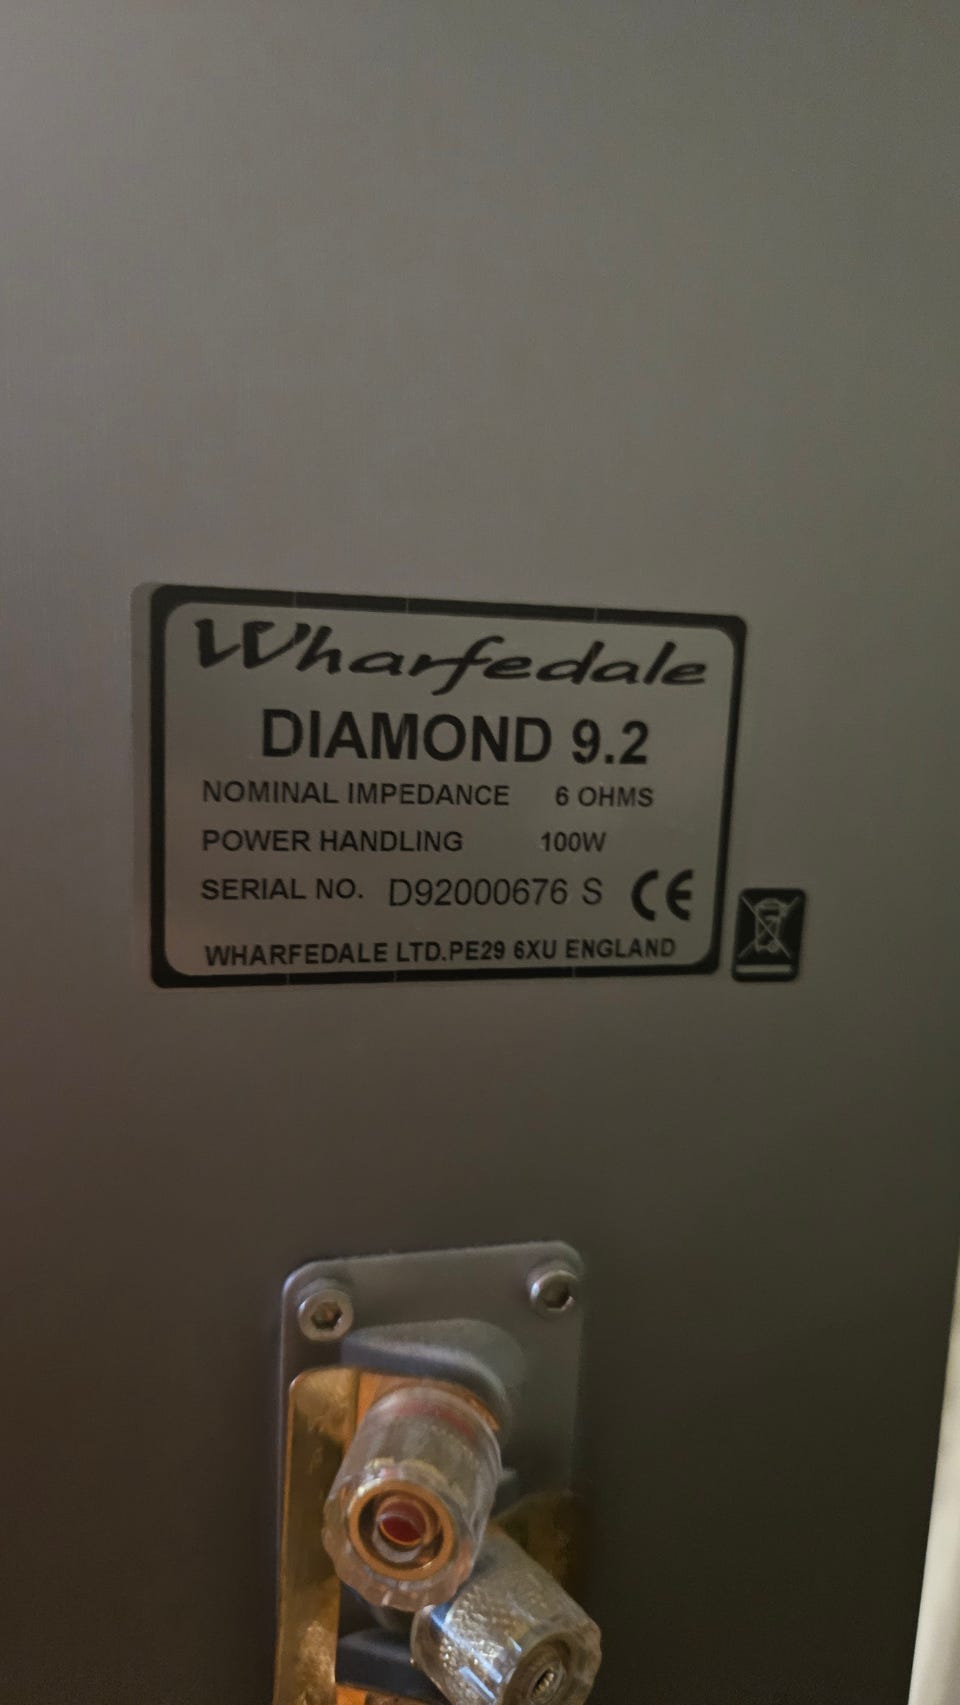 Wharfedale
DIAMOND 9.2
NOMINAL IMPEDANCE 6 OHMS
POWER HANDLING 100W
SERIAL NO. D92000676 S CE
WHARFEDALE LTD.PE29 6XU ENGLAND